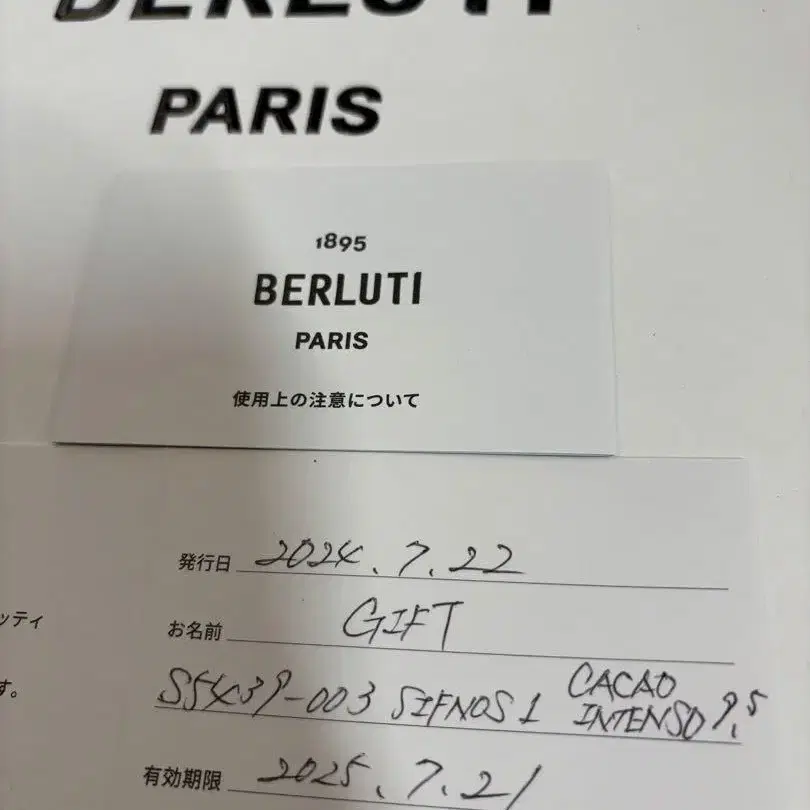 BERLUTI
PARIS
1895
BERLUTI
PARIS
使用上の注意について
発行日 2024.7.22
ッティ
お名前 GIFT
す。
S5439-003 SIFNOS 1 CACAO INTENSO 9.5
有効期限 2025.7.21